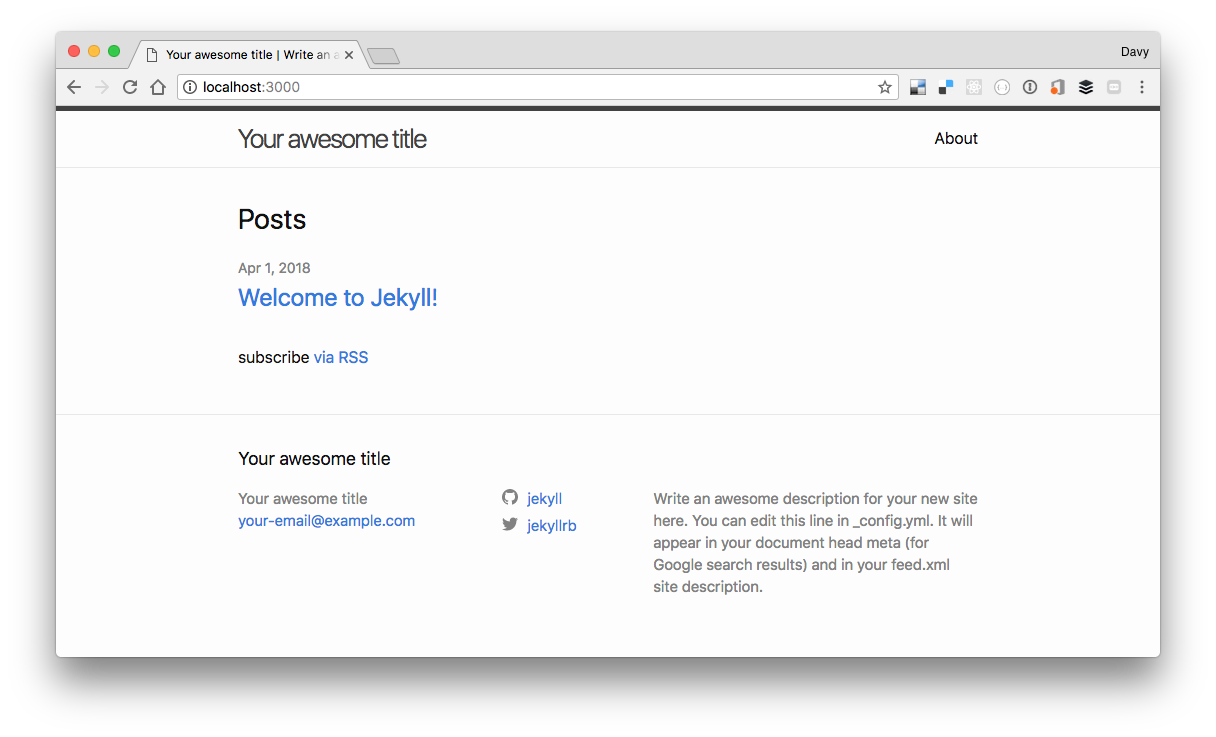 Your awesome title | Write an a
Davy
localhost:3000
Your awesome title
About
Posts
Apr 1, 2018
Welcome to Jekyll!
subscribe via RSS
Your awesome title
Your awesome title
your-email@example.com
jekyll
jekyllrb
Write an awesome description for your new site
here. You can edit this line in _config.yml. It will
appear in your document head meta (for
Google search results) and in your feed.xml
site description.